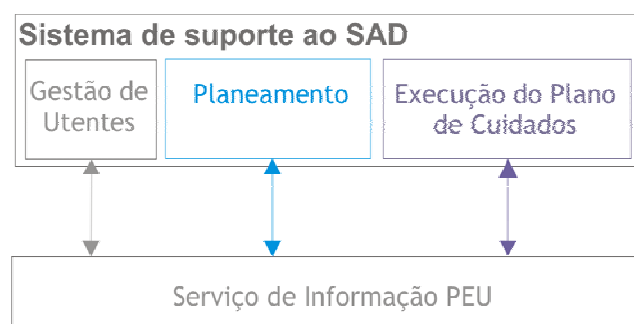 Sistema de suporte ao SAD
Gestão de
Utentes
Planeamento
Execução do Plano
de Cuidados
Serviço de Informação PEU